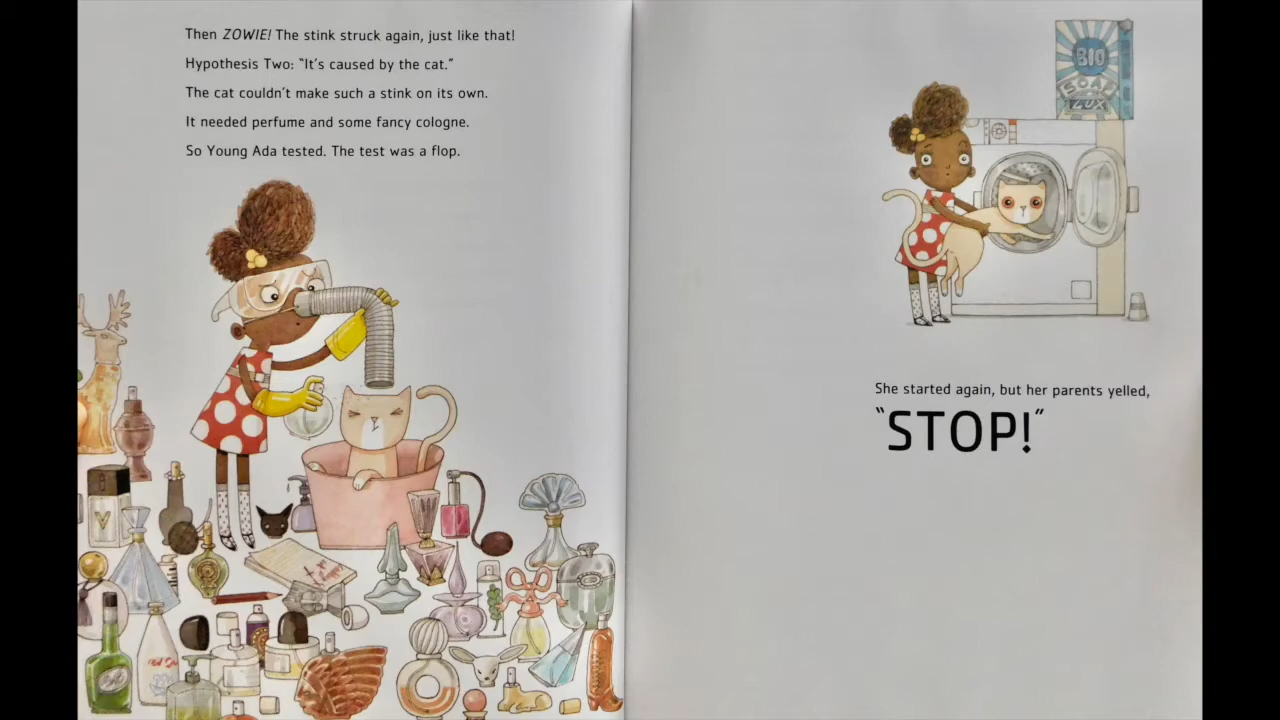 Then ZOWIE! The stink struck again, just like that!
Hypothesis Two: “It’s caused by the cat.”
The cat couldn’t make such a stink on its own.
It needed perfume and some fancy cologne.
So Young Ada tested. The test was a flop.
V
BIO
SOAP
LUX
She started again, but her parents yelled,
“STOP!”